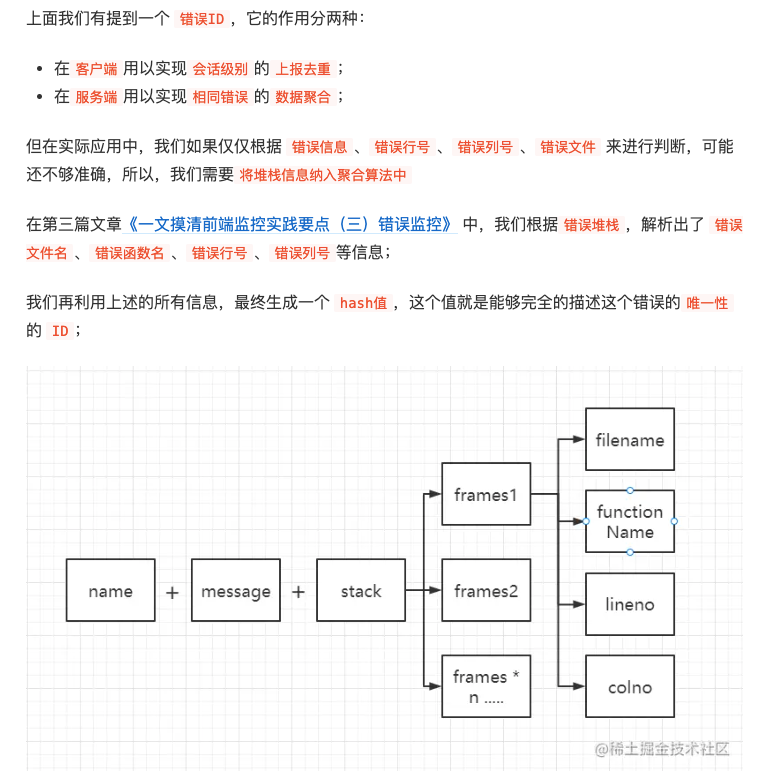 上面我们有提到一个 错误ID ，它的作用分两种：
• 在 客户端 用以实现 会话级别 的 上报去重 ；
• 在 服务端 用以实现 相同错误 的 数据聚合 ；
但在实际应用中，我们如果仅仅根据 错误信息 、 错误行号 、 错误列号 、 错误文件 来进行判断，可能
还不够准确，所以，我们需要 将堆栈信息纳入聚合算法中
在第三篇文章《一文摸清前端监控实践要点（三）错误监控》 中，我们根据 错误堆栈 ，解析出了 错误
文件名 、 错误函数名 、 错误行号 、 错误列号 等信息；
我们再利用上述的所有信息，最终生成一个 hash值 ，这个值就是能够完全的描述这个错误的 唯一性
的 ID ；
name + message + stack
frames1
frames2
frames *
n .....
filename
function
Name
lineno
colno
@稀土掘金技术社区